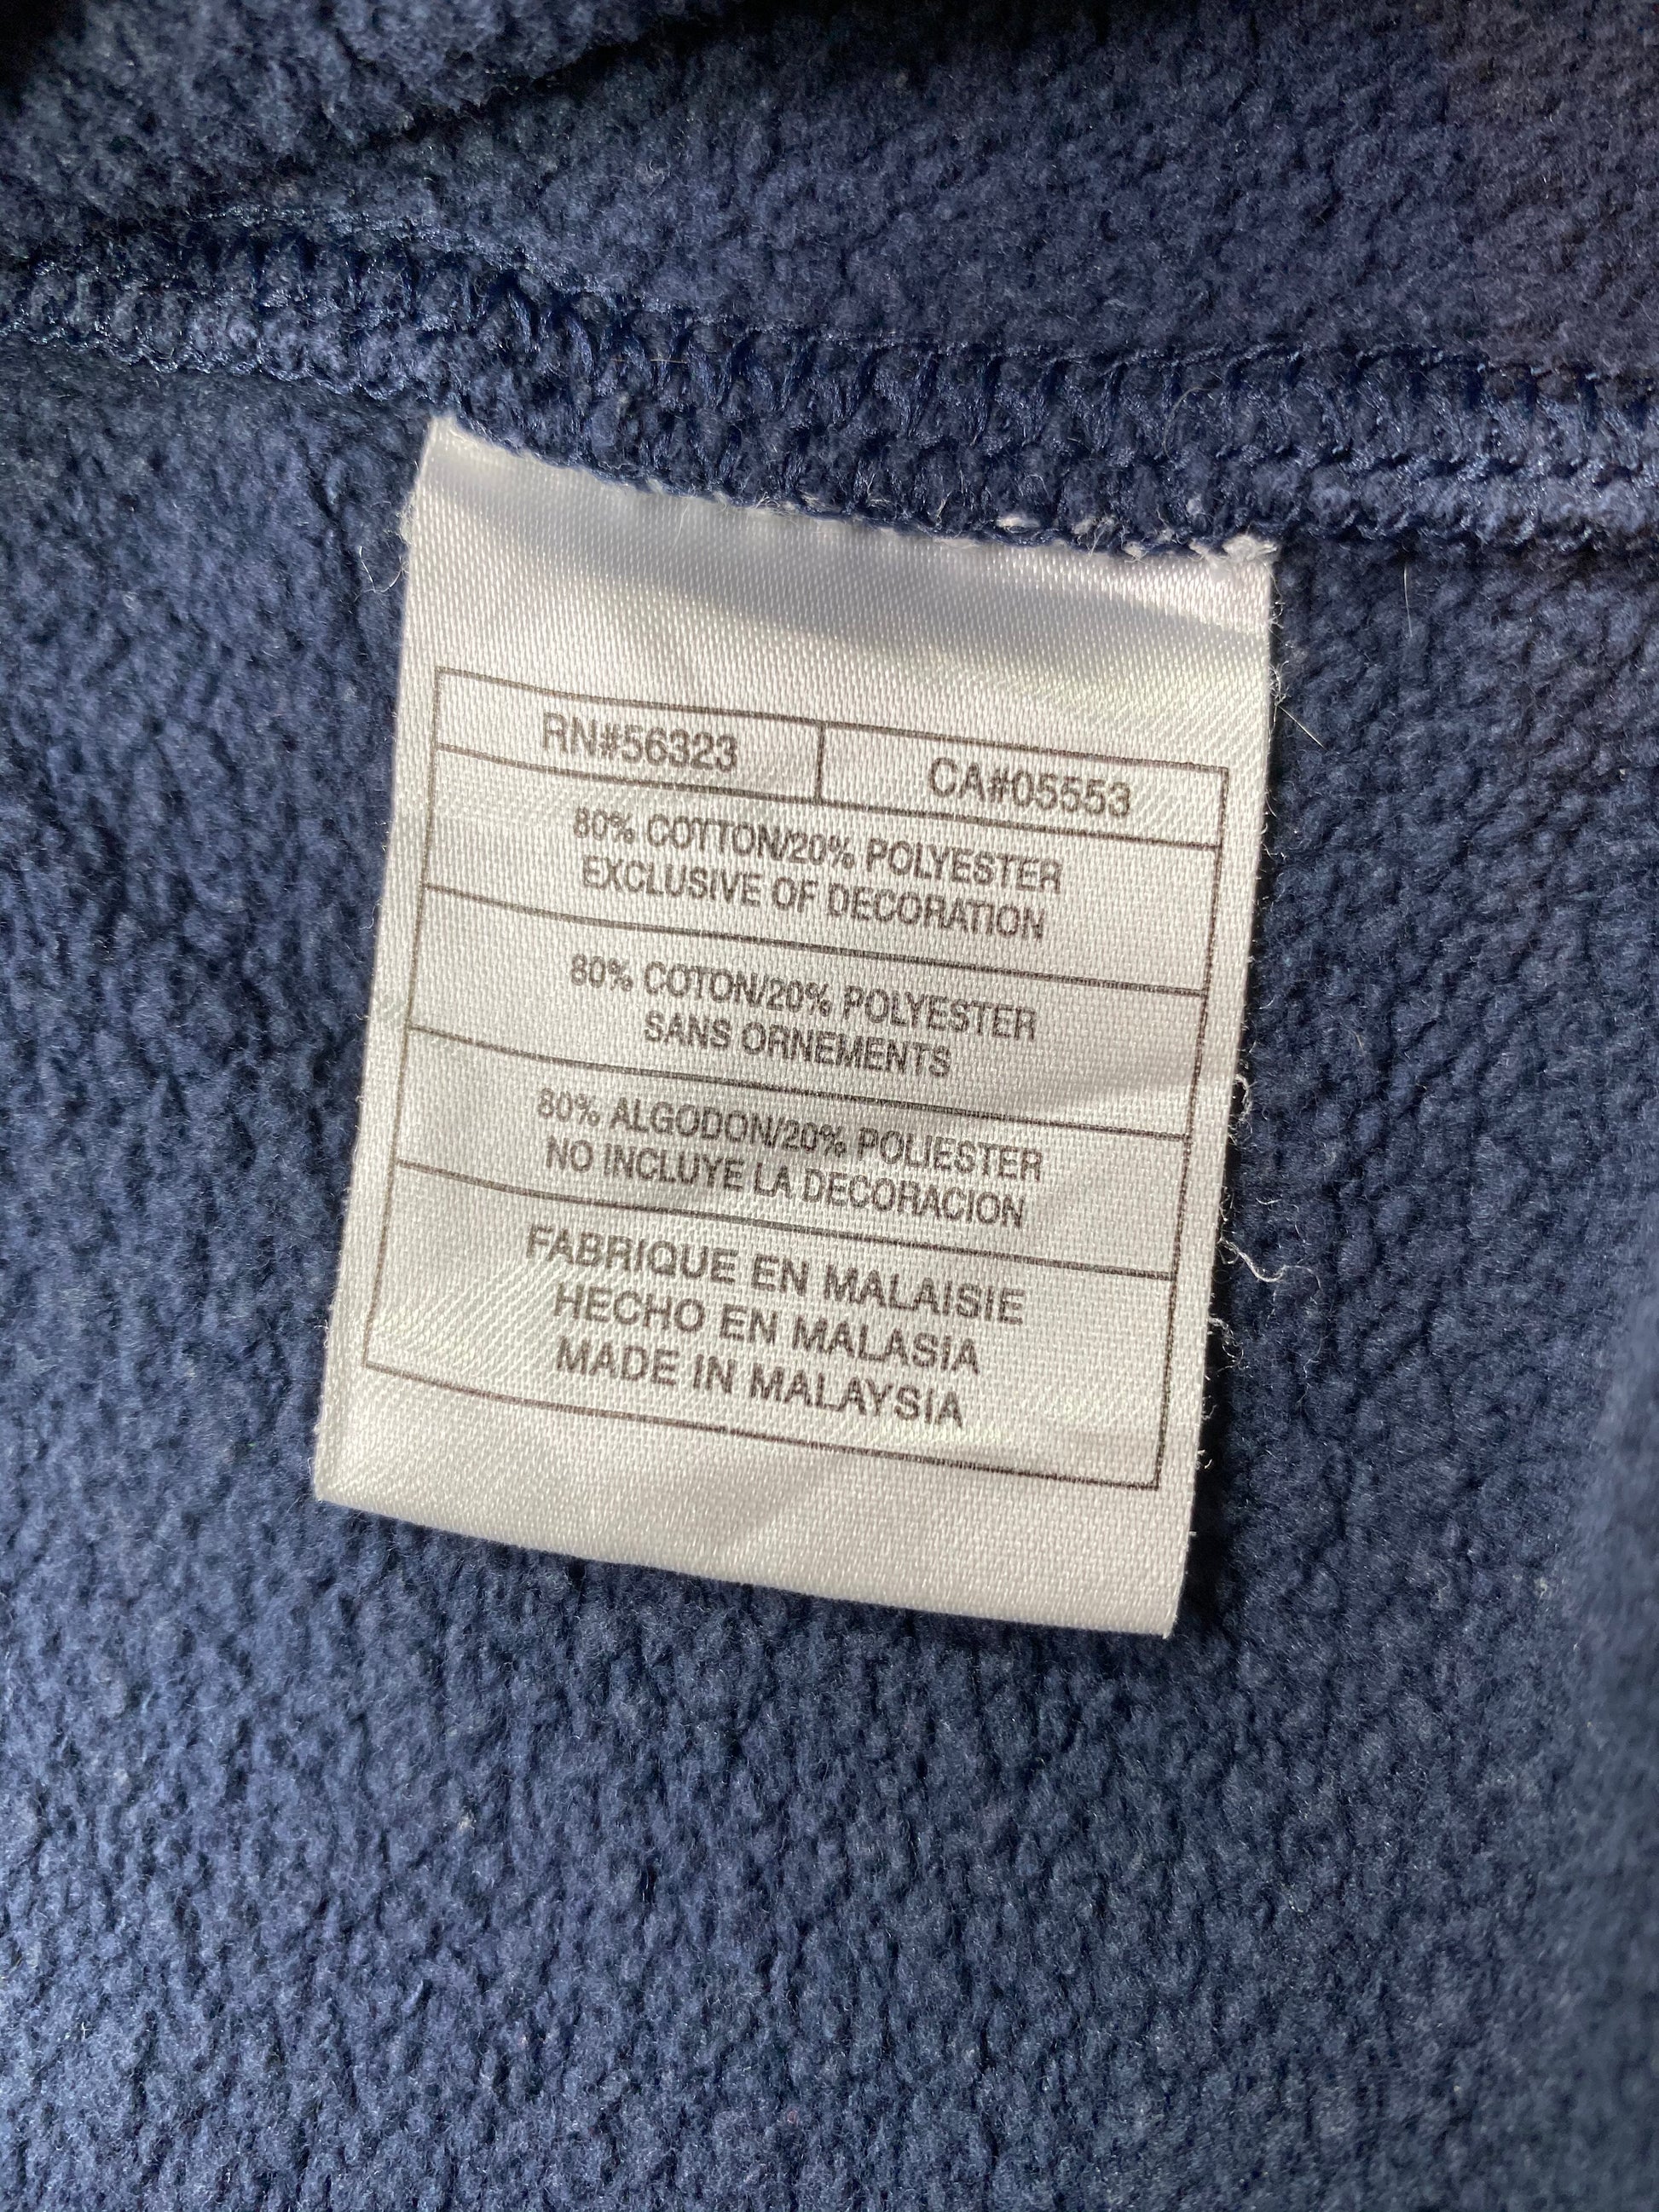 RN#56323
CA#05553
80% COTTON/20% POLYESTER
EXCLUSIVE OF DECORATION
80% COTON/20% POLYESTER
SANS ORNEMENTS
80% ALGODON/20% POLIESTER
NO INCLUYE LA DECORACION
FABRIQUE EN MALAISIE
HECHO EN MALASIA
MADE IN MALAYSIA